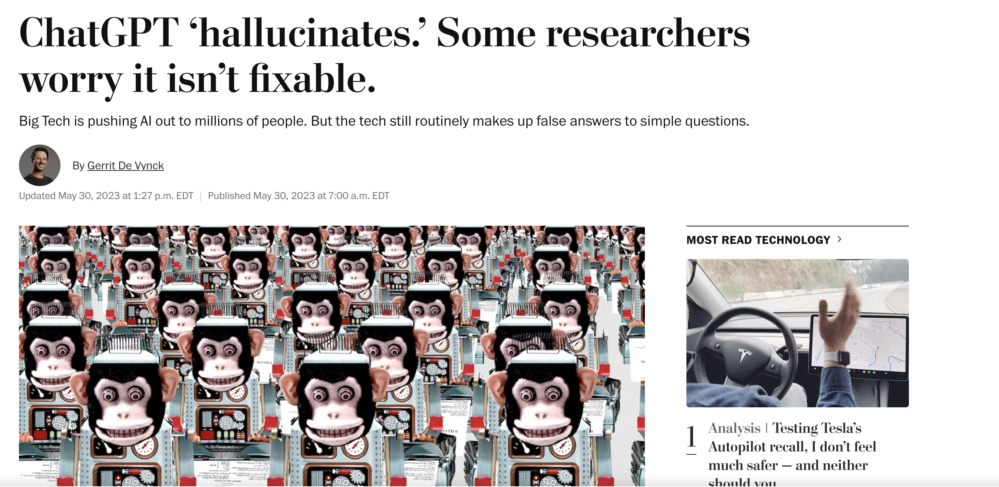 ChatGPT ‘hallucinates.’ Some researchers
worry it isn’t fixable.
Big Tech is pushing AI out to millions of people. But the tech still routinely makes up false answers to simple questions.
By Gerrit De Vynck
Updated May 30, 2023 at 1:27 p.m. EDT | Published May 30, 2023 at 7:00 a.m. EDT
MOST READ TECHNOLOGY >
1
Analysis | Testing Tesla’s
Autopilot recall, I don’t feel
much safer — and neither
should you